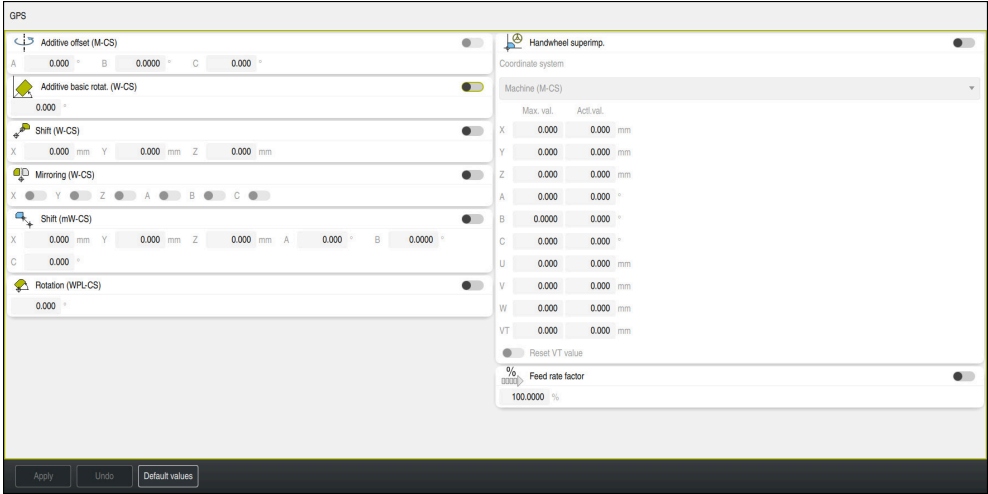 GPS
Additive offset (M-CS)
A 0.000 ° B 0.0000 ° C 0.000 °
Additive basic rotat. (W-CS)
0.000 °
Shift (W-CS)
X 0.000 mm Y 0.000 mm Z 0.000 mm
Mirroring (W-CS)
X Y Z A B C
Shift (mW-CS)
X 0.000 mm Y 0.000 mm Z 0.000 mm A 0.000 ° B 0.0000 °
C 0.000 °
Rotation (WPL-CS)
0.000 °
Handwheel superimp.
Coordinate system
Machine (M-CS)
Max. val. Actl.val.
X 0.000 0.000 mm
Y 0.000 0.000 mm
Z 0.000 0.000 mm
A 0.000 0.000 °
B 0.0000 0.000 °
C 0.000 0.000 °
U 0.000 0.000 mm
V 0.000 0.000 mm
W 0.000 0.000 mm
VT 0.000 0.000 mm
Reset VT value
% Feed rate factor
100.0000 %
Apply Undo Default values